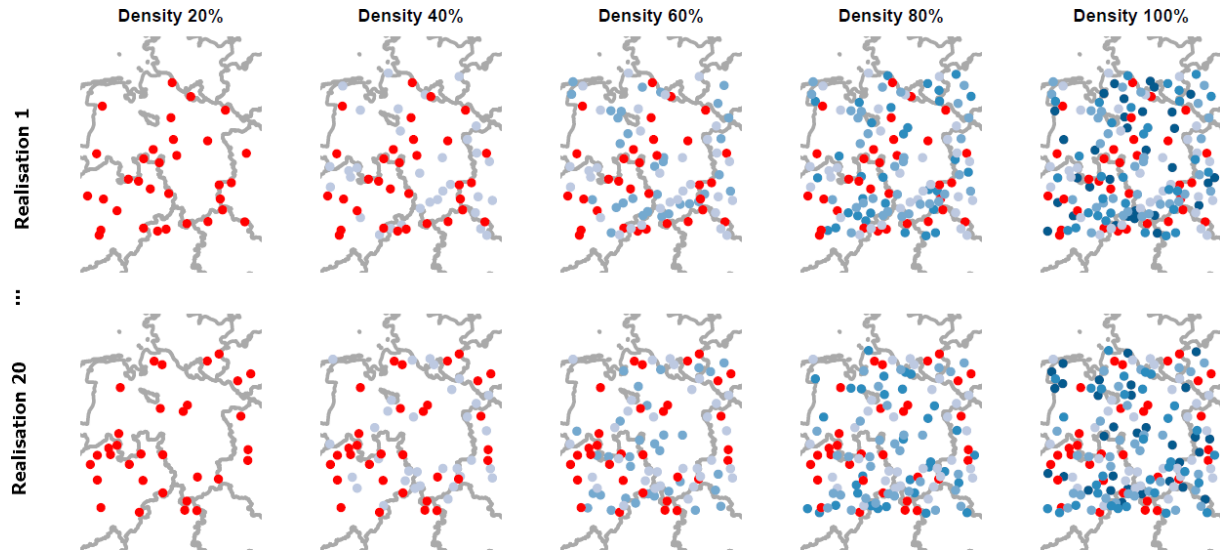 Density 20%
Density 40%
Density 60%
Density 80%
Density 100%
Realisation 1
...
Realisation 20